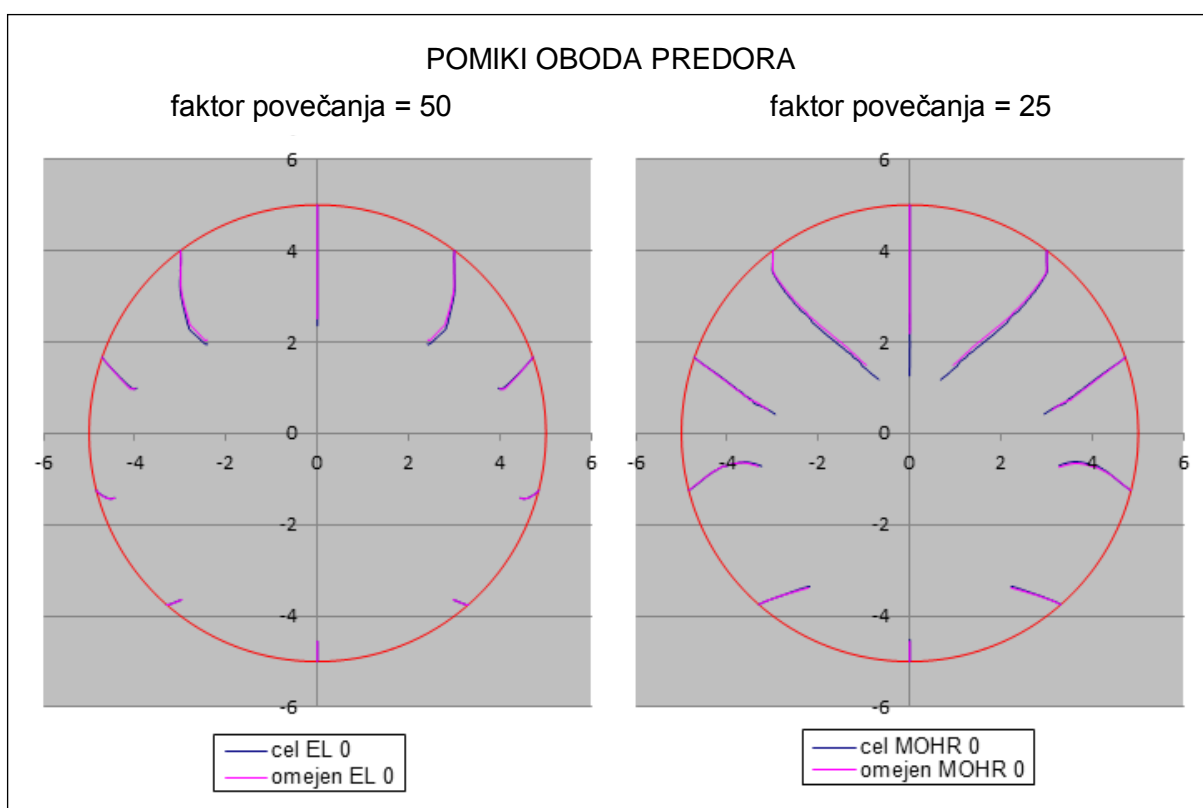 POMIKI OBODA PREDORA
faktor povečanja = 50
faktor povečanja = 25
6
4
2
0
-2
-4
-6
-6 -4 -2 0 2 4 6
cel EL 0
omejen EL 0
6
4
2
0
-2
-4
-6
-6 -4 -2 0 2 4 6
cel MOHR 0
omejen MOHR 0